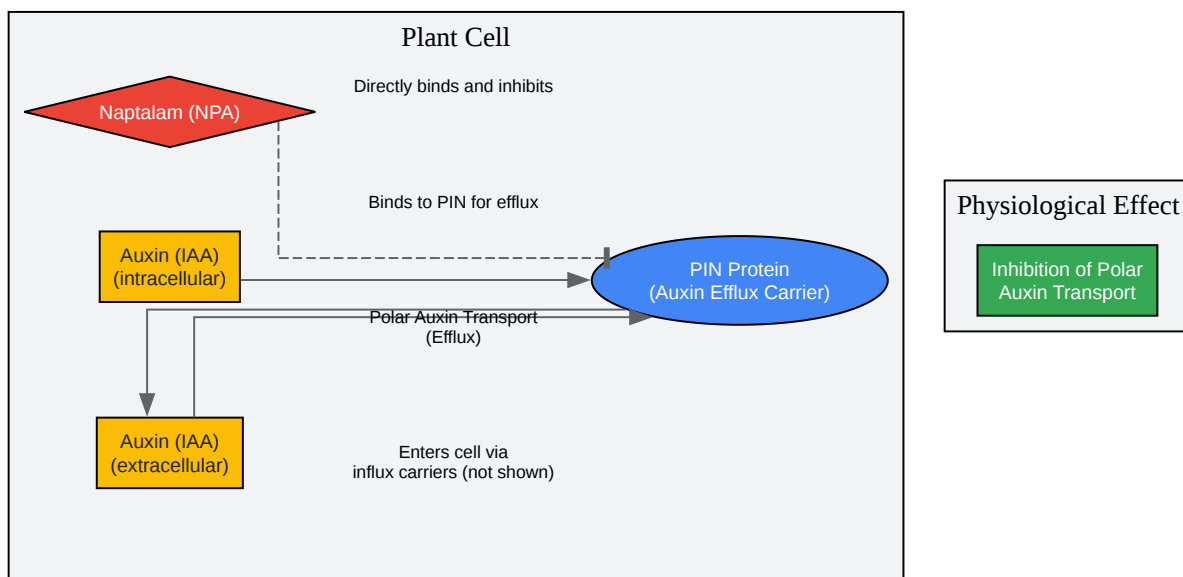 Plant Cell
Directly binds and inhibits
Naptalam (NPA)
Binds to PIN for efflux
Auxin (IAA)
(intracellular)
PIN Protein
(Auxin Efflux Carrier)
Polar Auxin Transport
(Efflux)
Auxin (IAA)
(extracellular)
Enters cell via
influx carriers (not shown)
Physiological Effect
Inhibition of Polar
Auxin Transport